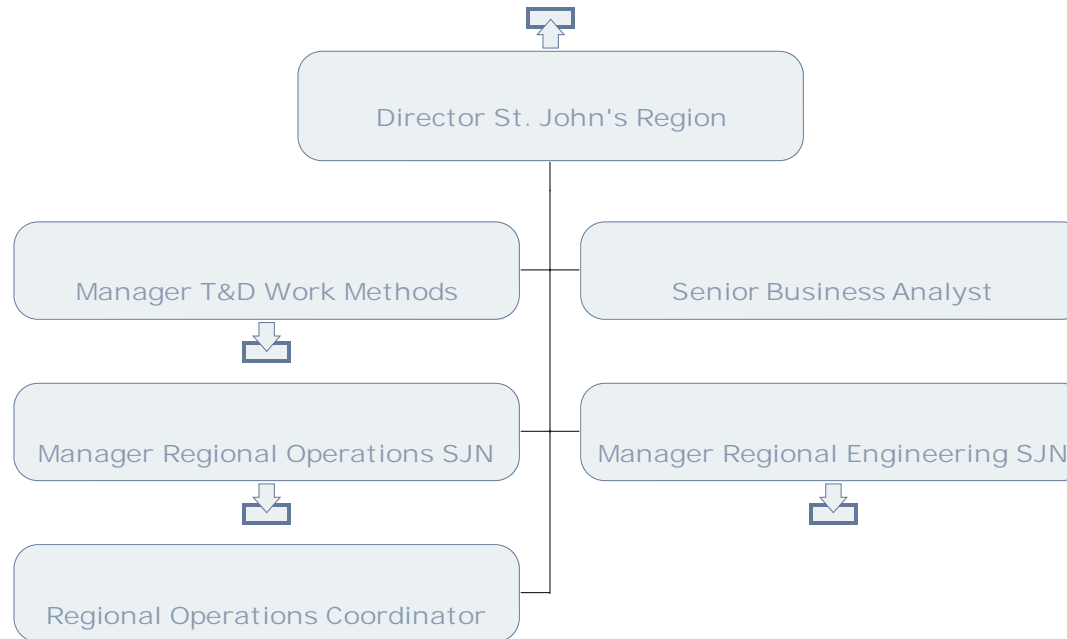 Director St. John's Region
Manager T&D Work Methods
Senior Business Analyst
Manager Regional Operations SJN
Manager Regional Engineering SJN
Regional Operations Coordinator